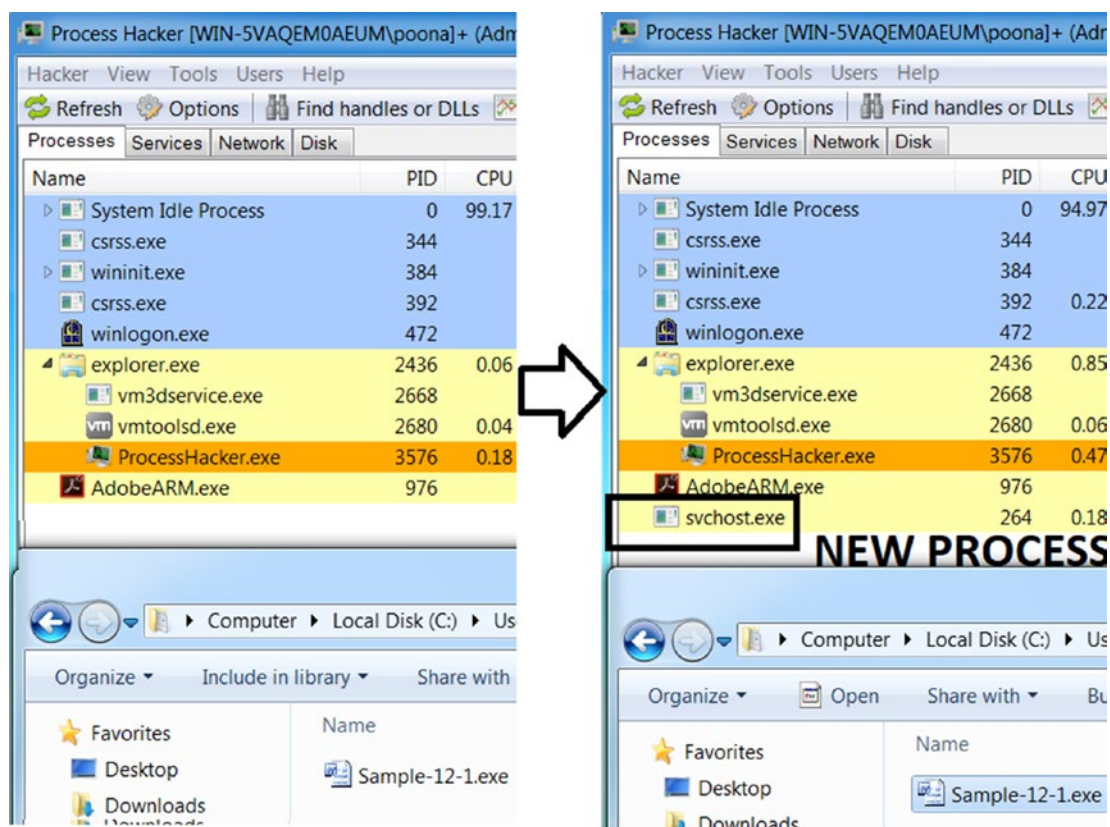 Process Hacker [WIN-5VAQEM0AEUM\poona]+ (Adm
Hacker View Tools Users Help
Refresh Options Find handles or DLLs
Processes Services Network Disk
Name PID CPU
System Idle Process 0 99.17
csrss.exe 344
wininit.exe 384
csrss.exe 392
winlogon.exe 472
explorer.exe 2436 0.06
vm3dservice.exe 2668
vm vmtoolsd.exe 2680 0.04
ProcessHacker.exe 3576 0.18
AdobeARM.exe 976
Computer Local Disk (C:) Us
Organize Include in library Share with
Favorites
Name
Desktop
Sample-12-1.exe
Downloads
Process Hacker [WIN-5VAQEM0AEUM\poona]+ (Adr
Hacker View Tools Users Help
Refresh Options Find handles or DLLs
Processes Services Network Disk
Name PID CPU
System Idle Process 0 94.97
csrss.exe 344
wininit.exe 384
csrss.exe 392 0.22
winlogon.exe 472
explorer.exe 2436 0.85
vm3dservice.exe 2668
vm vmtoolsd.exe 2680 0.06
ProcessHacker.exe 3576 0.47
AdobeARM.exe 976
svchost.exe 264 0.18
NEW PROCESS
Computer Local Disk (C:) Us
Organize Open Share with Bu
Favorites
Name
Desktop
Sample-12-1.exe
Downloads